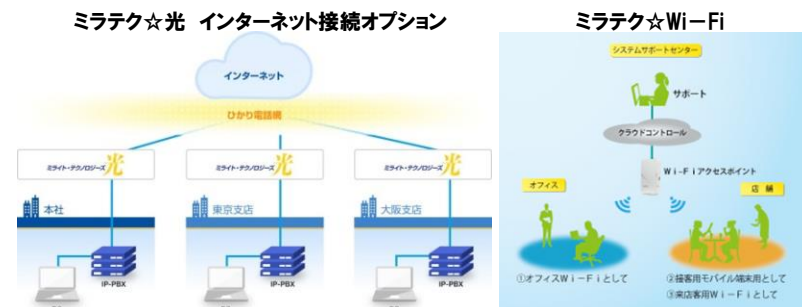 ミラテク☆光 インターネット接続オプション
ミラテク☆Wi-Fi
インターネット
ひかり電話網
ミライト・テクノロジーズ光
ミライト・テクノロジーズ光
ミライト・テクノロジーズ光
本社
東京支店
大阪支店
IP-PBX
IP-PBX
IP-PBX
システムサポートセンター
サポート
クラウドコントロール
Wi-Fiアクセスポイント
オフィス
店舗
①オフィスWi-Fiとして
②接客用モバイル端末用として
③来店客用Wi-Fiとして